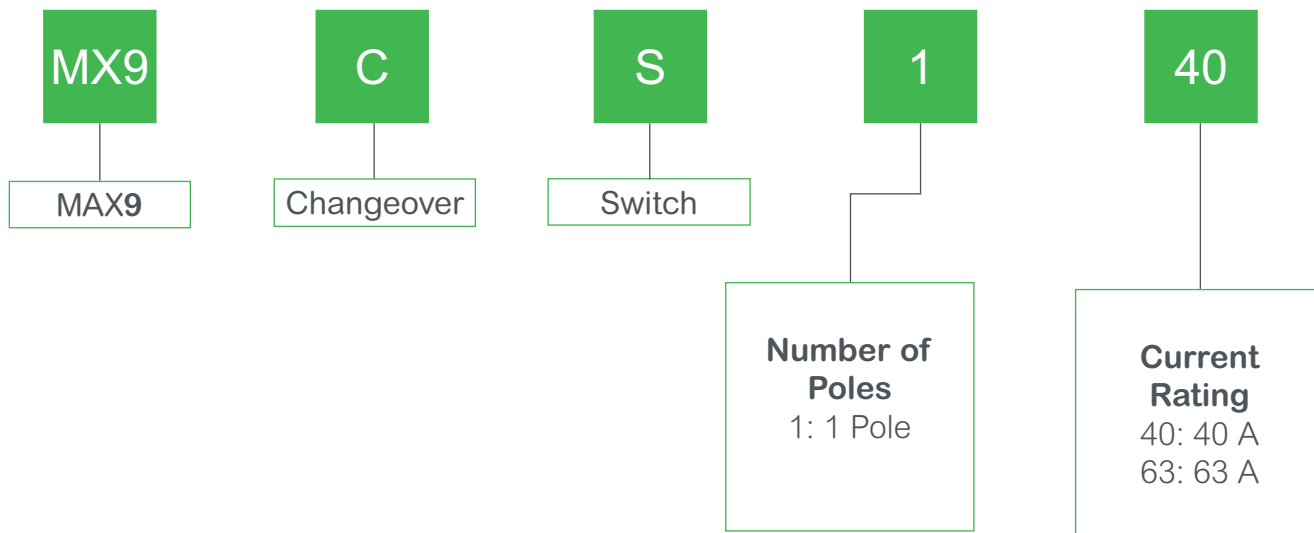 MX9
C
S
1
40
MAX9
Changeover
Switch
Number of
Poles
1: 1 Pole
Current
Rating
40: 40 A
63: 63 A